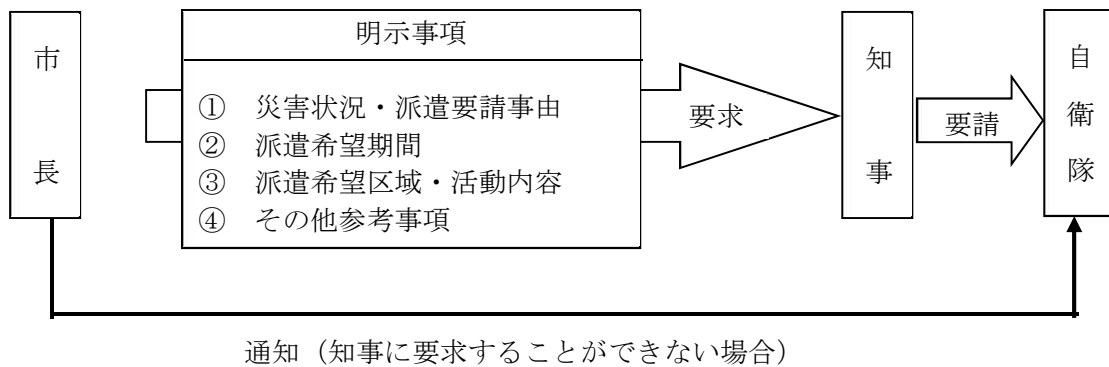 市長
明示事項
① 災害状況・派遣要請事由
② 派遣希望期間
③ 派遣希望区域・活動内容
④ その他参考事項
要求
知事
要請
自衛隊
通知（知事に要求することができない場合）